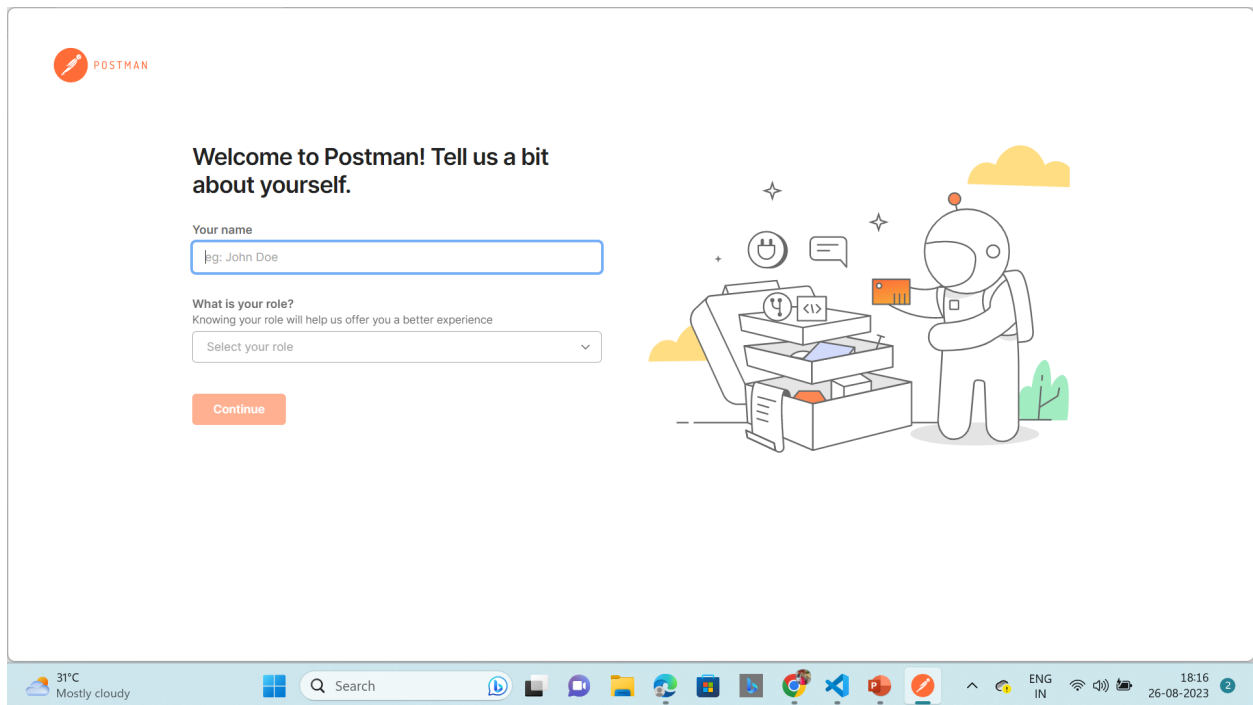 POSTMAN
Welcome to Postman! Tell us a bit
about yourself.
Your name
eg: John Doe
What is your role?
Knowing your role will help us offer you a better experience
Select your role
Continue
</>
31°C
Mostly cloudy
Search
b
P
ENG
IN
18:16
26-08-2023
2